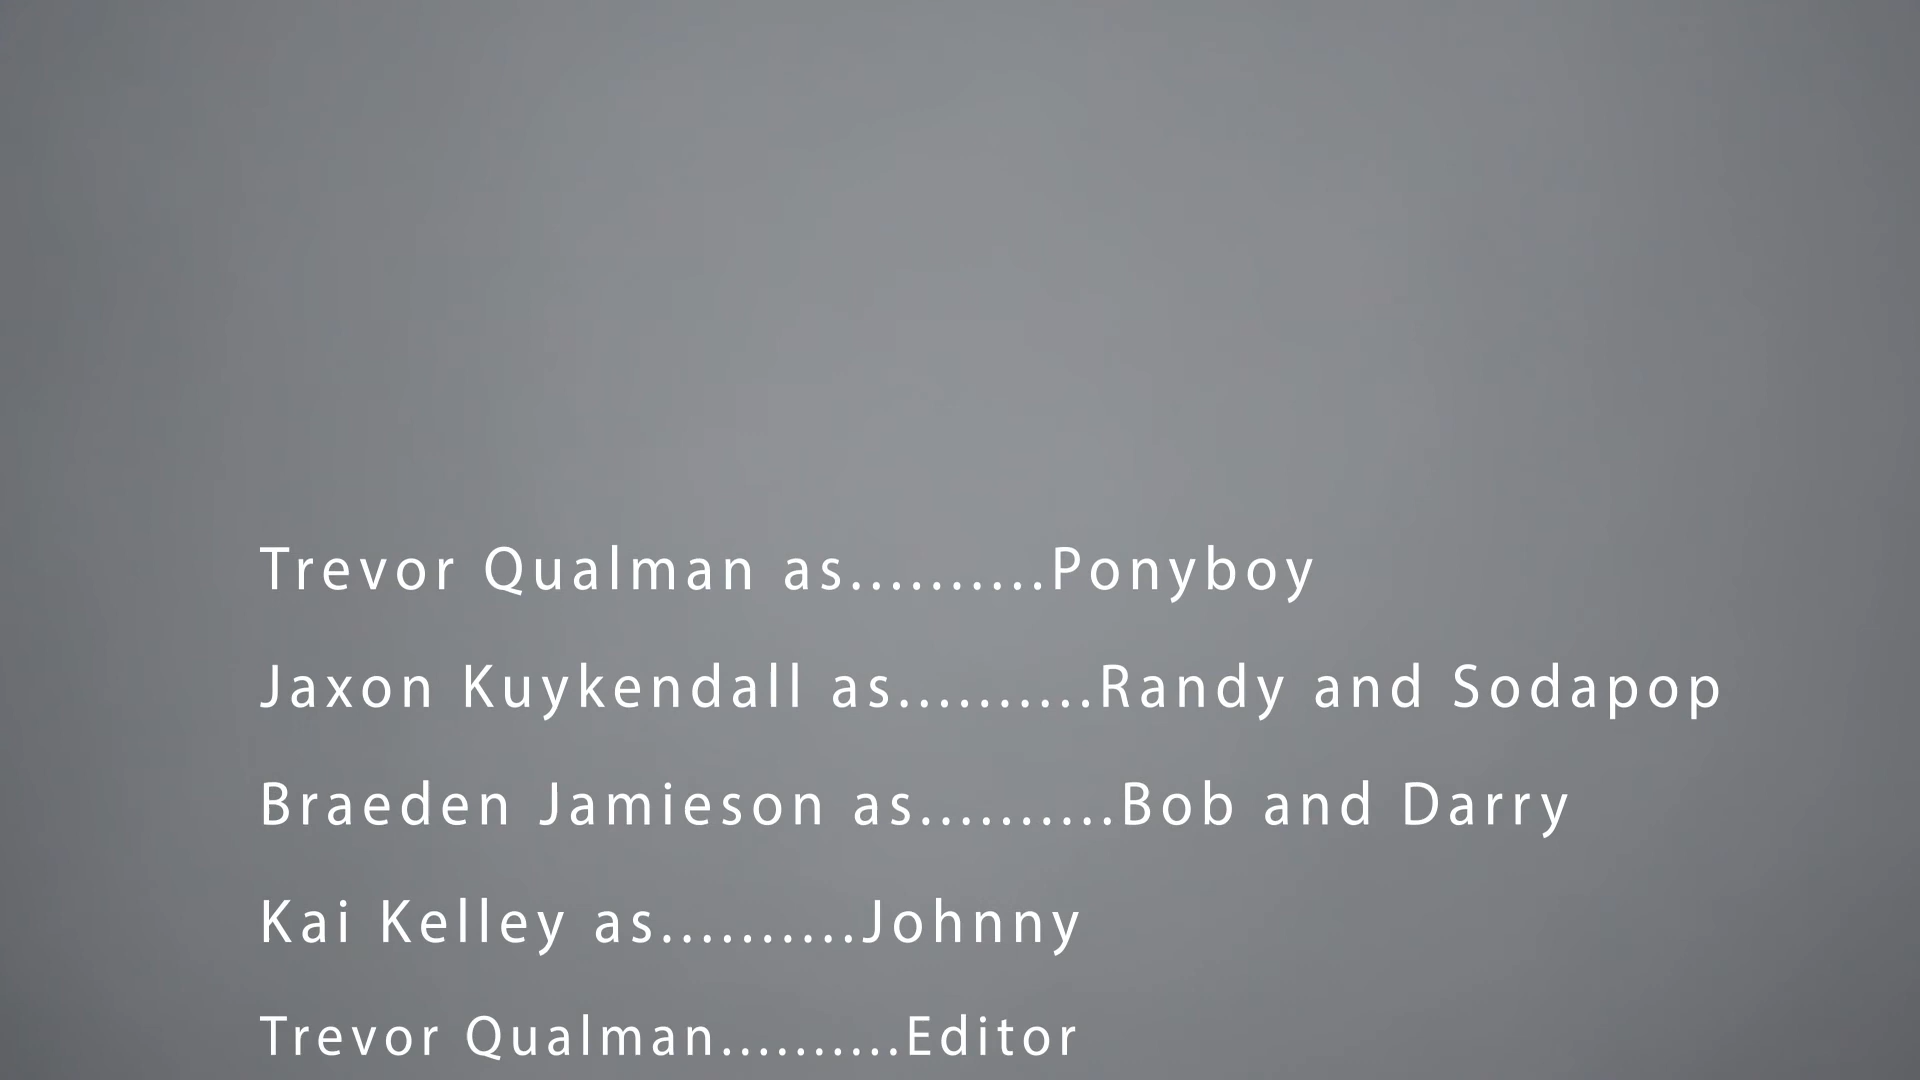 Trevor Qualman as..........Ponyboy
Jaxon Kuykendall as..........Randy and Sodapop
Braeden Jamieson as..........Bob and Darry
Kai Kelley as..........Johnny
Trevor Qualman..........Editor